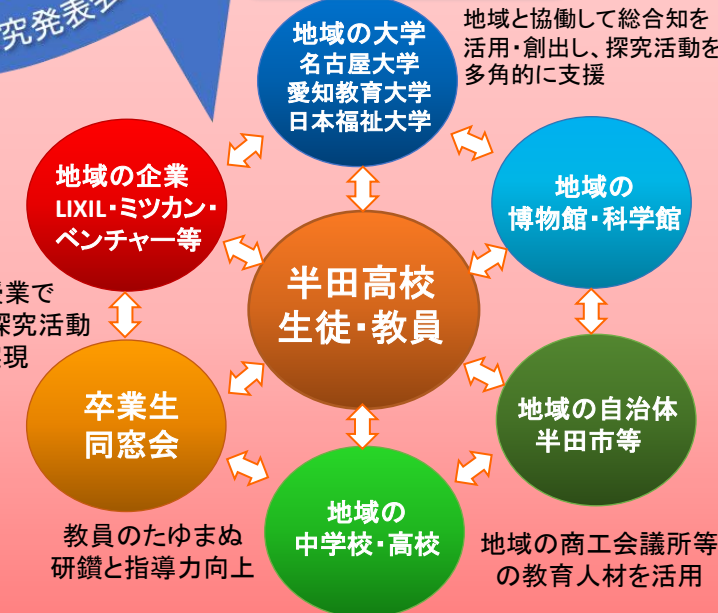 究発表会
地域の大学
名古屋大学
愛知教育大学
日本福祉大学
地域と協働して総合知を
活用・創出し、探究活動を
多角的に支援
地域の企業
LIXIL・ミツカン・
ベンチャー等
地域の
博物館・科学館
半田高校
生徒・教員
授業で
探究活動
実現
卒業生
同窓会
地域の自治体
半田市等
地域の
中学校・高校
教員のたゆまぬ
研鑽と指導力向上
地域の商工会議所等
の教育人材を活用